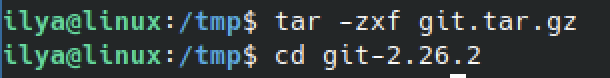 ilya@linux:/tmp$ tar -zxf git.tar.gz
ilya@linux:/tmp$ cd git-2.26.2